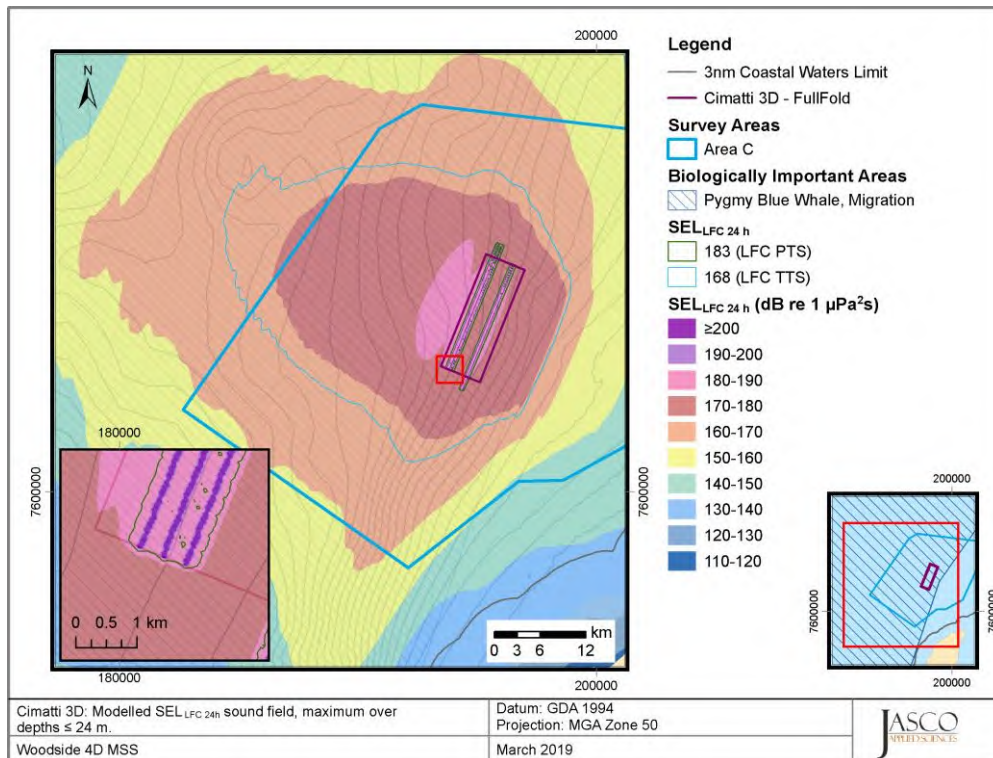 200000
N
7600000
7600000
180000
0 0.5 1 km
km
0 3 6 12
180000
200000
Legend
3nm Coastal Waters Limit
Cimatti 3D - FullFold
Survey Areas
Area C
Biologically Important Areas
Pygmy Blue Whale, Migration
SEL LFC 24 h
183 (LFC PTS)
168 (LFC TTS)
SEL LFC 24 h (dB re 1 µPa²s)
≥200
190-200
180-190
170-180
160-170
150-160
140-150
130-140
120-130
110-120
200000
7600000
7600000
200000
Cimatti 3D: Modelled SEL LFC 24h sound field, maximum over
depths ≤ 24 m.
Woodside 4D MSS
Datum: GDA 1994
Projection: MGA Zone 50
March 2019
JASCO
APPLIED SCIENCES